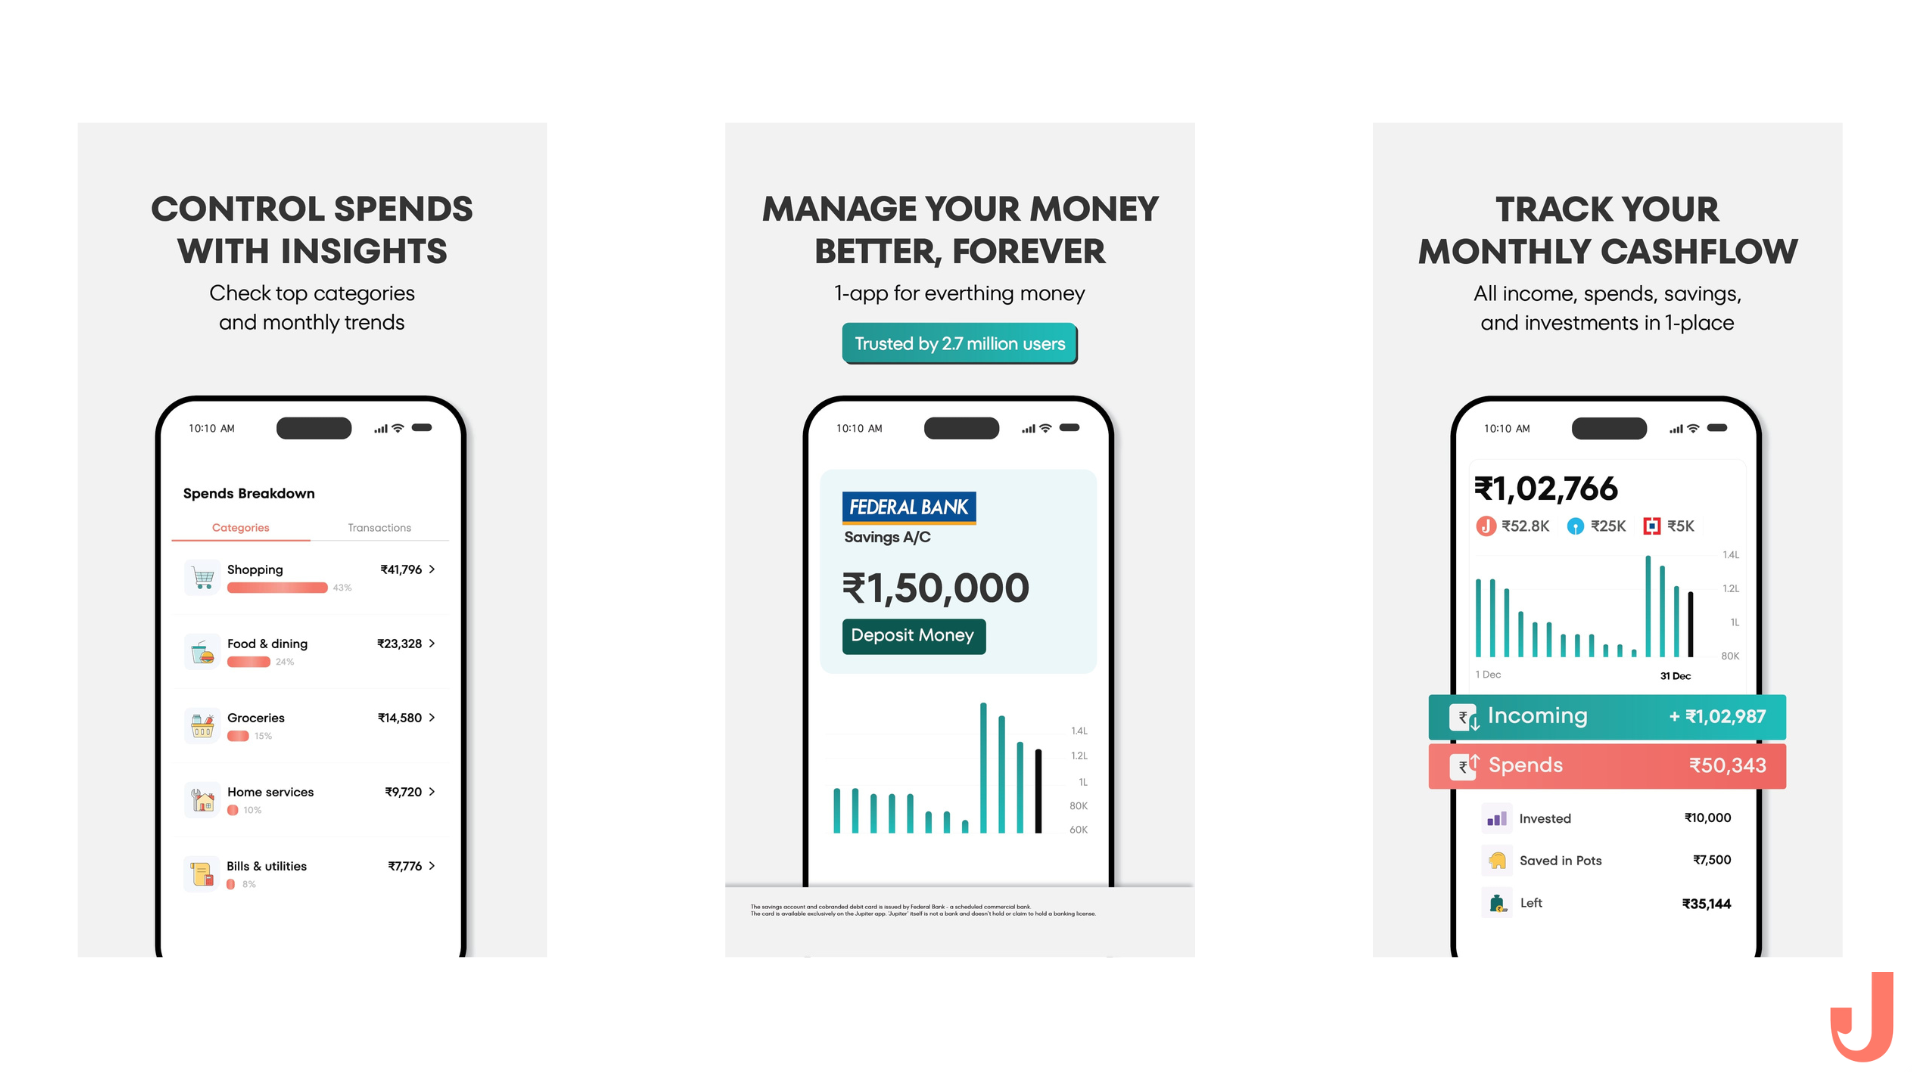 CONTROL SPENDS
WITH INSIGHTS
Check top categories
and monthly trends
10:10 AM
Spends Breakdown
Categories Transactions
Shopping ₹41,796 >
43%
Food & dining ₹23,328 >
24%
Groceries ₹14,580 >
15%
Home services ₹9,720 >
10%
Bills & utilities ₹7,776 >
8%
MANAGE YOUR MONEY
BETTER, FOREVER
1-app for everthing money
Trusted by 2.7 million users
10:10 AM
FEDERAL BANK
Savings A/C
₹1,50,000
Deposit Money
1.4L
1.2L
1L
80K
60K
The savings account and cobranded debit card is issued by Federal Bank - a scheduled commercial bank.
The card is available exclusively on the Jupiter app. 'Jupiter' itself is not a bank and doesn't hold or claim to hold a banking license.
TRACK YOUR
MONTHLY CASHFLOW
All income, spends, savings,
and investments in 1-place
10:10 AM
₹1,02,766
J ₹52.8K ₹25K ₹5K
1.4L
1.2L
1L
80K
1 Dec 31 Dec
₹ Incoming + ₹1,02,987
₹ Spends ₹50,343
Invested ₹10,000
Saved in Pots ₹7,500
Left ₹35,144
J